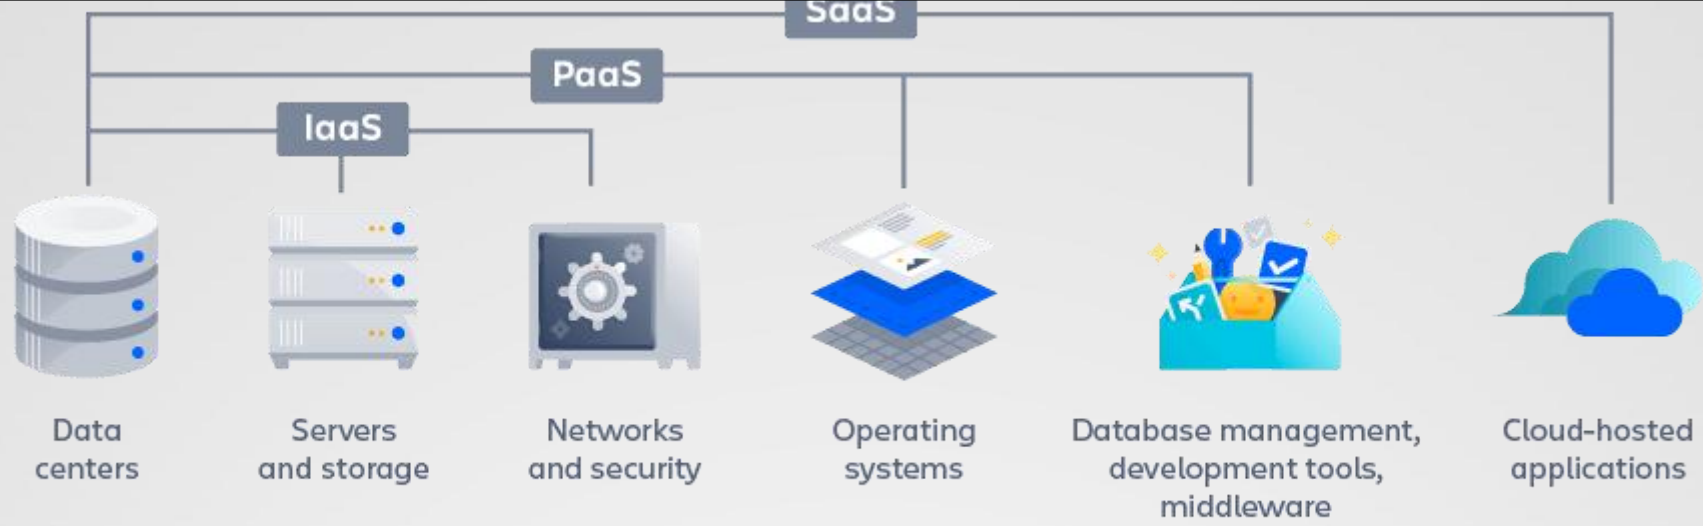 SaaS
PaaS
IaaS
Data
centers
Servers
and storage
Networks
and security
Operating
systems
Database management,
development tools,
middleware
Cloud-hosted
applications